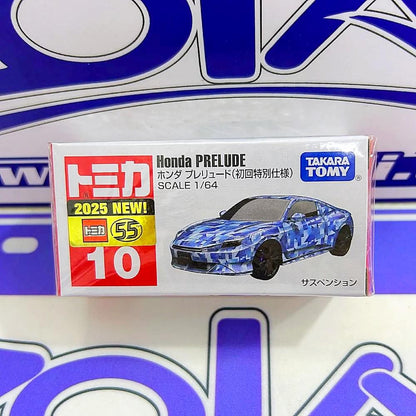 トミカ
2025 NEW!
トミカ 55
10
Honda PRELUDE
ホンダ プレリュード(初回特別仕様)
SCALE 1/64
TAKARA
TOMY
®
サスペンション